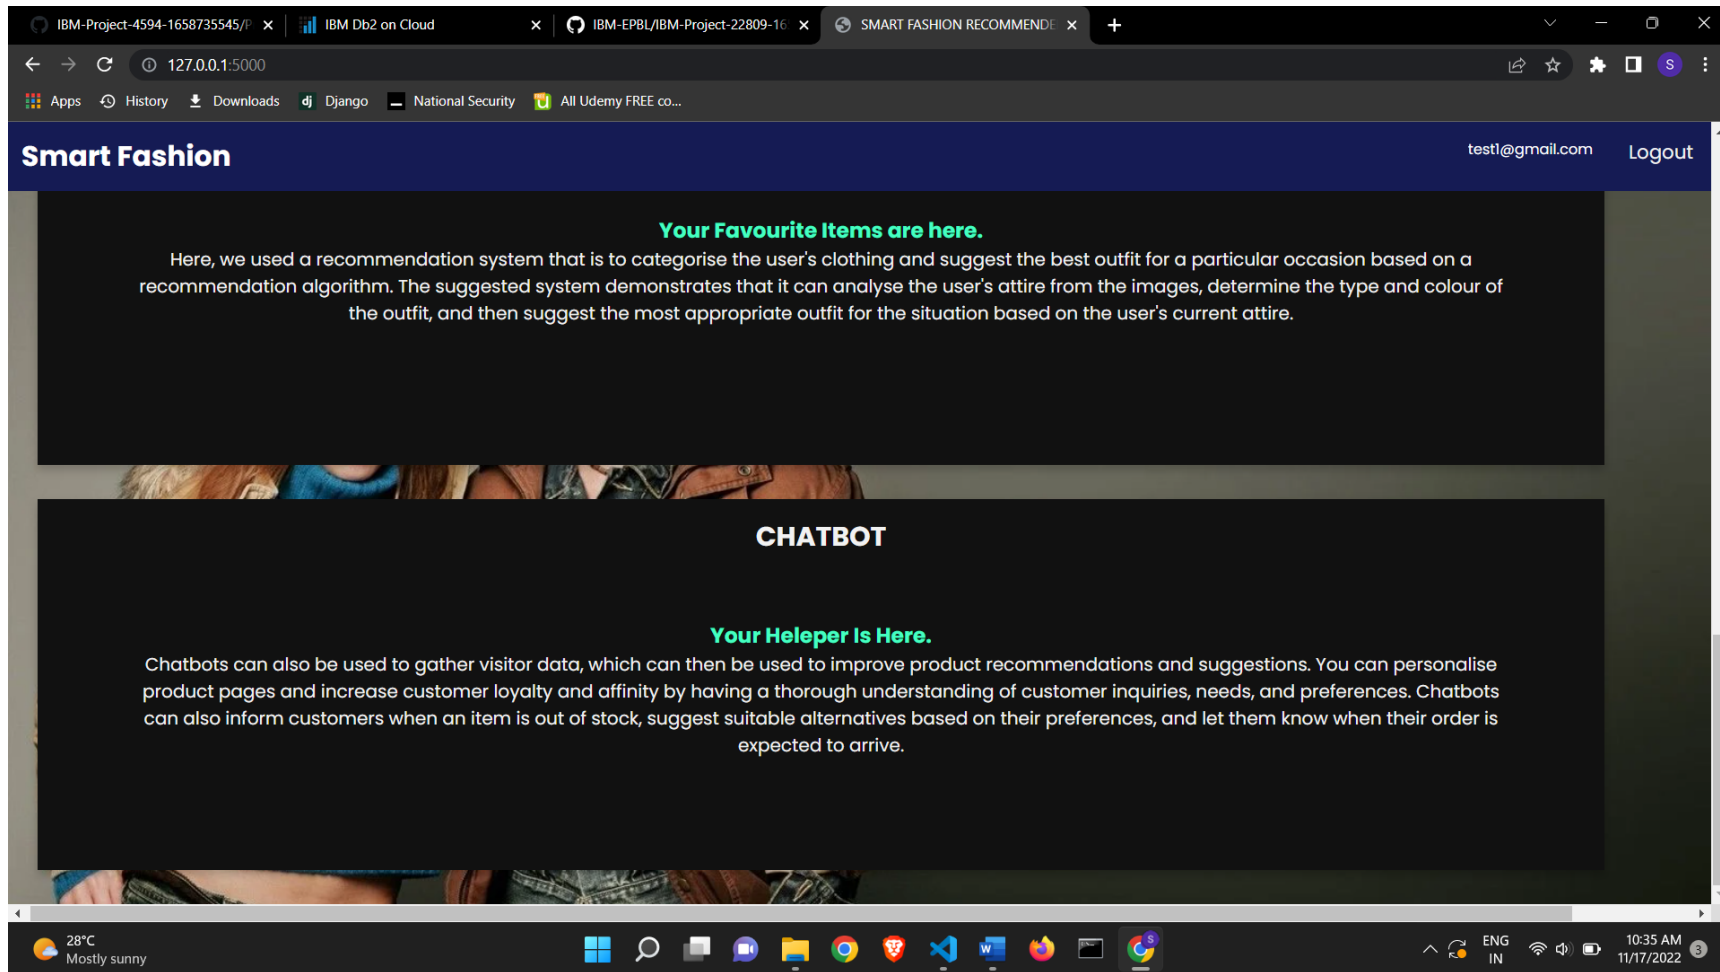 IBM-Project-4594-1658735545/P
IBM Db2 on Cloud
IBM-EPBL/IBM-Project-22809-16
SMART FASHION RECOMMENDE
127.0.0.1:5000
S
Apps
History
Downloads
dj Django
National Security
All Udemy FREE co...
Smart Fashion
test1@gmail.com
Logout
Your Favourite Items are here.
Here, we used a recommendation system that is to categorise the user's clothing and suggest the best outfit for a particular occasion based on a
recommendation algorithm. The suggested system demonstrates that it can analyse the user's attire from the images, determine the type and colour of
the outfit, and then suggest the most appropriate outfit for the situation based on the user's current attire.
CHATBOT
Your Heleper Is Here.
Chatbots can also be used to gather visitor data, which can then be used to improve product recommendations and suggestions. You can personalise
product pages and increase customer loyalty and affinity by having a thorough understanding of customer inquiries, needs, and preferences. Chatbots
can also inform customers when an item is out of stock, suggest suitable alternatives based on their preferences, and let them know when their order is
expected to arrive.
28°C
Mostly sunny
W
S
ENG
IN
10:35 AM
11/17/2022
3